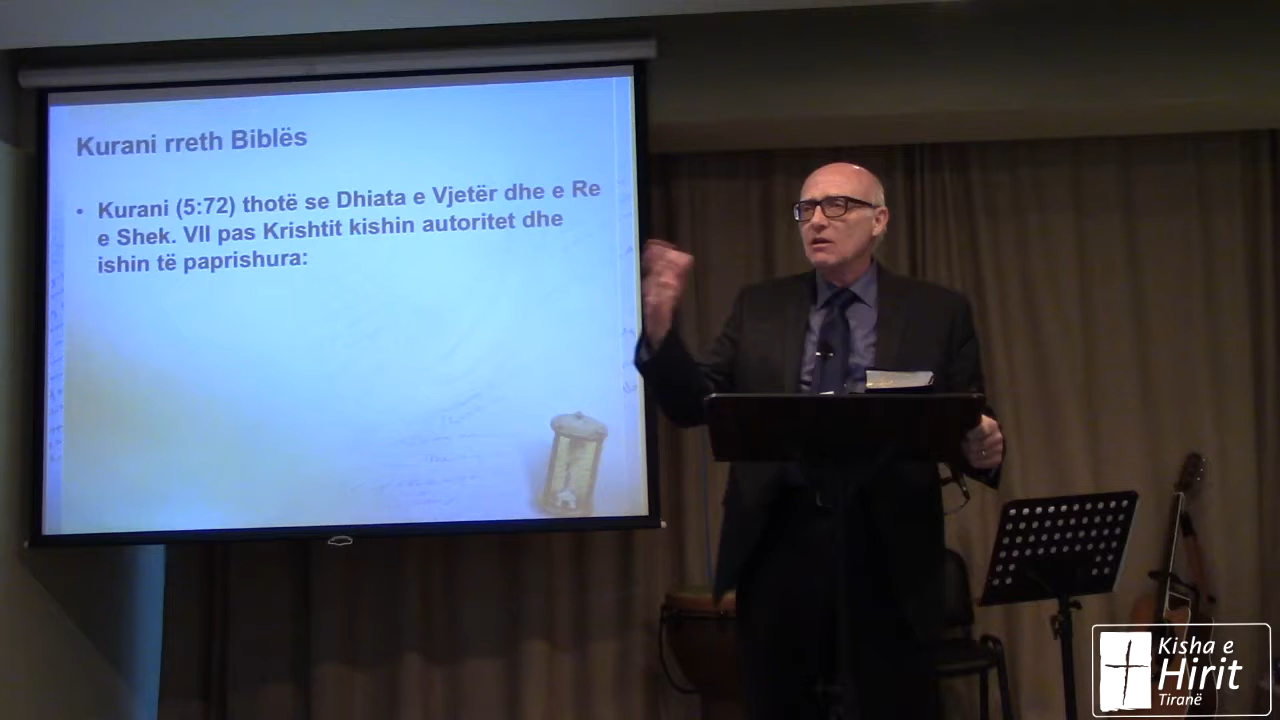 Kurani rreth Biblës
• Kurani (5:72) thotë se Dhiata e Vjetër dhe e Re
e Shek. VII pas Krishtit kishin autoritet dhe
ishin të paprishura:
Kisha e
Hirit
Tiranë